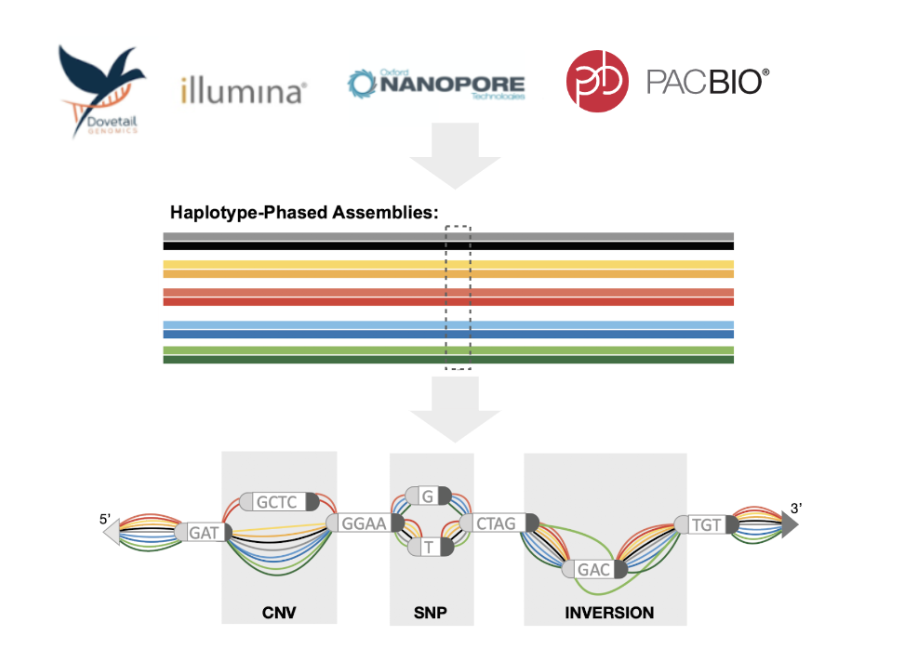 Dovetail
GENOMICS
illumina®
Oxford
NANOPORE
Technologies
pb
PACBIO®
Haplotype-Phased Assemblies:
5’
GAT
GCTC
GGAA
G
T
CTAG
GAC
TGT
3’
CNV
SNP
INVERSION